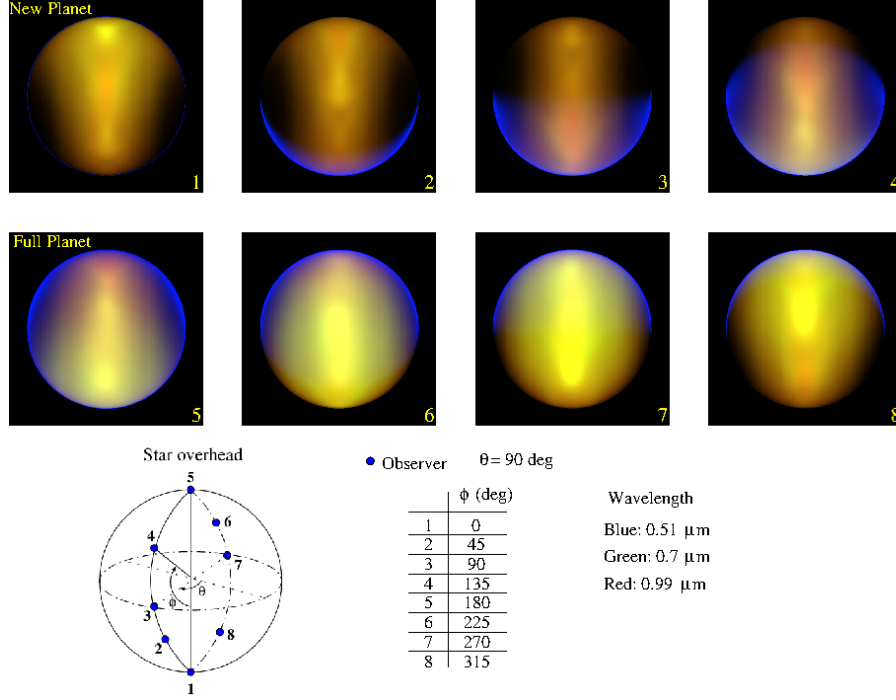 New Planet
1
2
3
4
Full Planet
5
6
7
8
Star overhead
5
6
4
7
θ
ϕ
3
8
2
1
Observer θ= 90 deg
ϕ (deg)
1 0
2 45
3 90
4 135
5 180
6 225
7 270
8 315
Wavelength
Blue: 0.51 μm
Green: 0.7 μm
Red: 0.99 μm